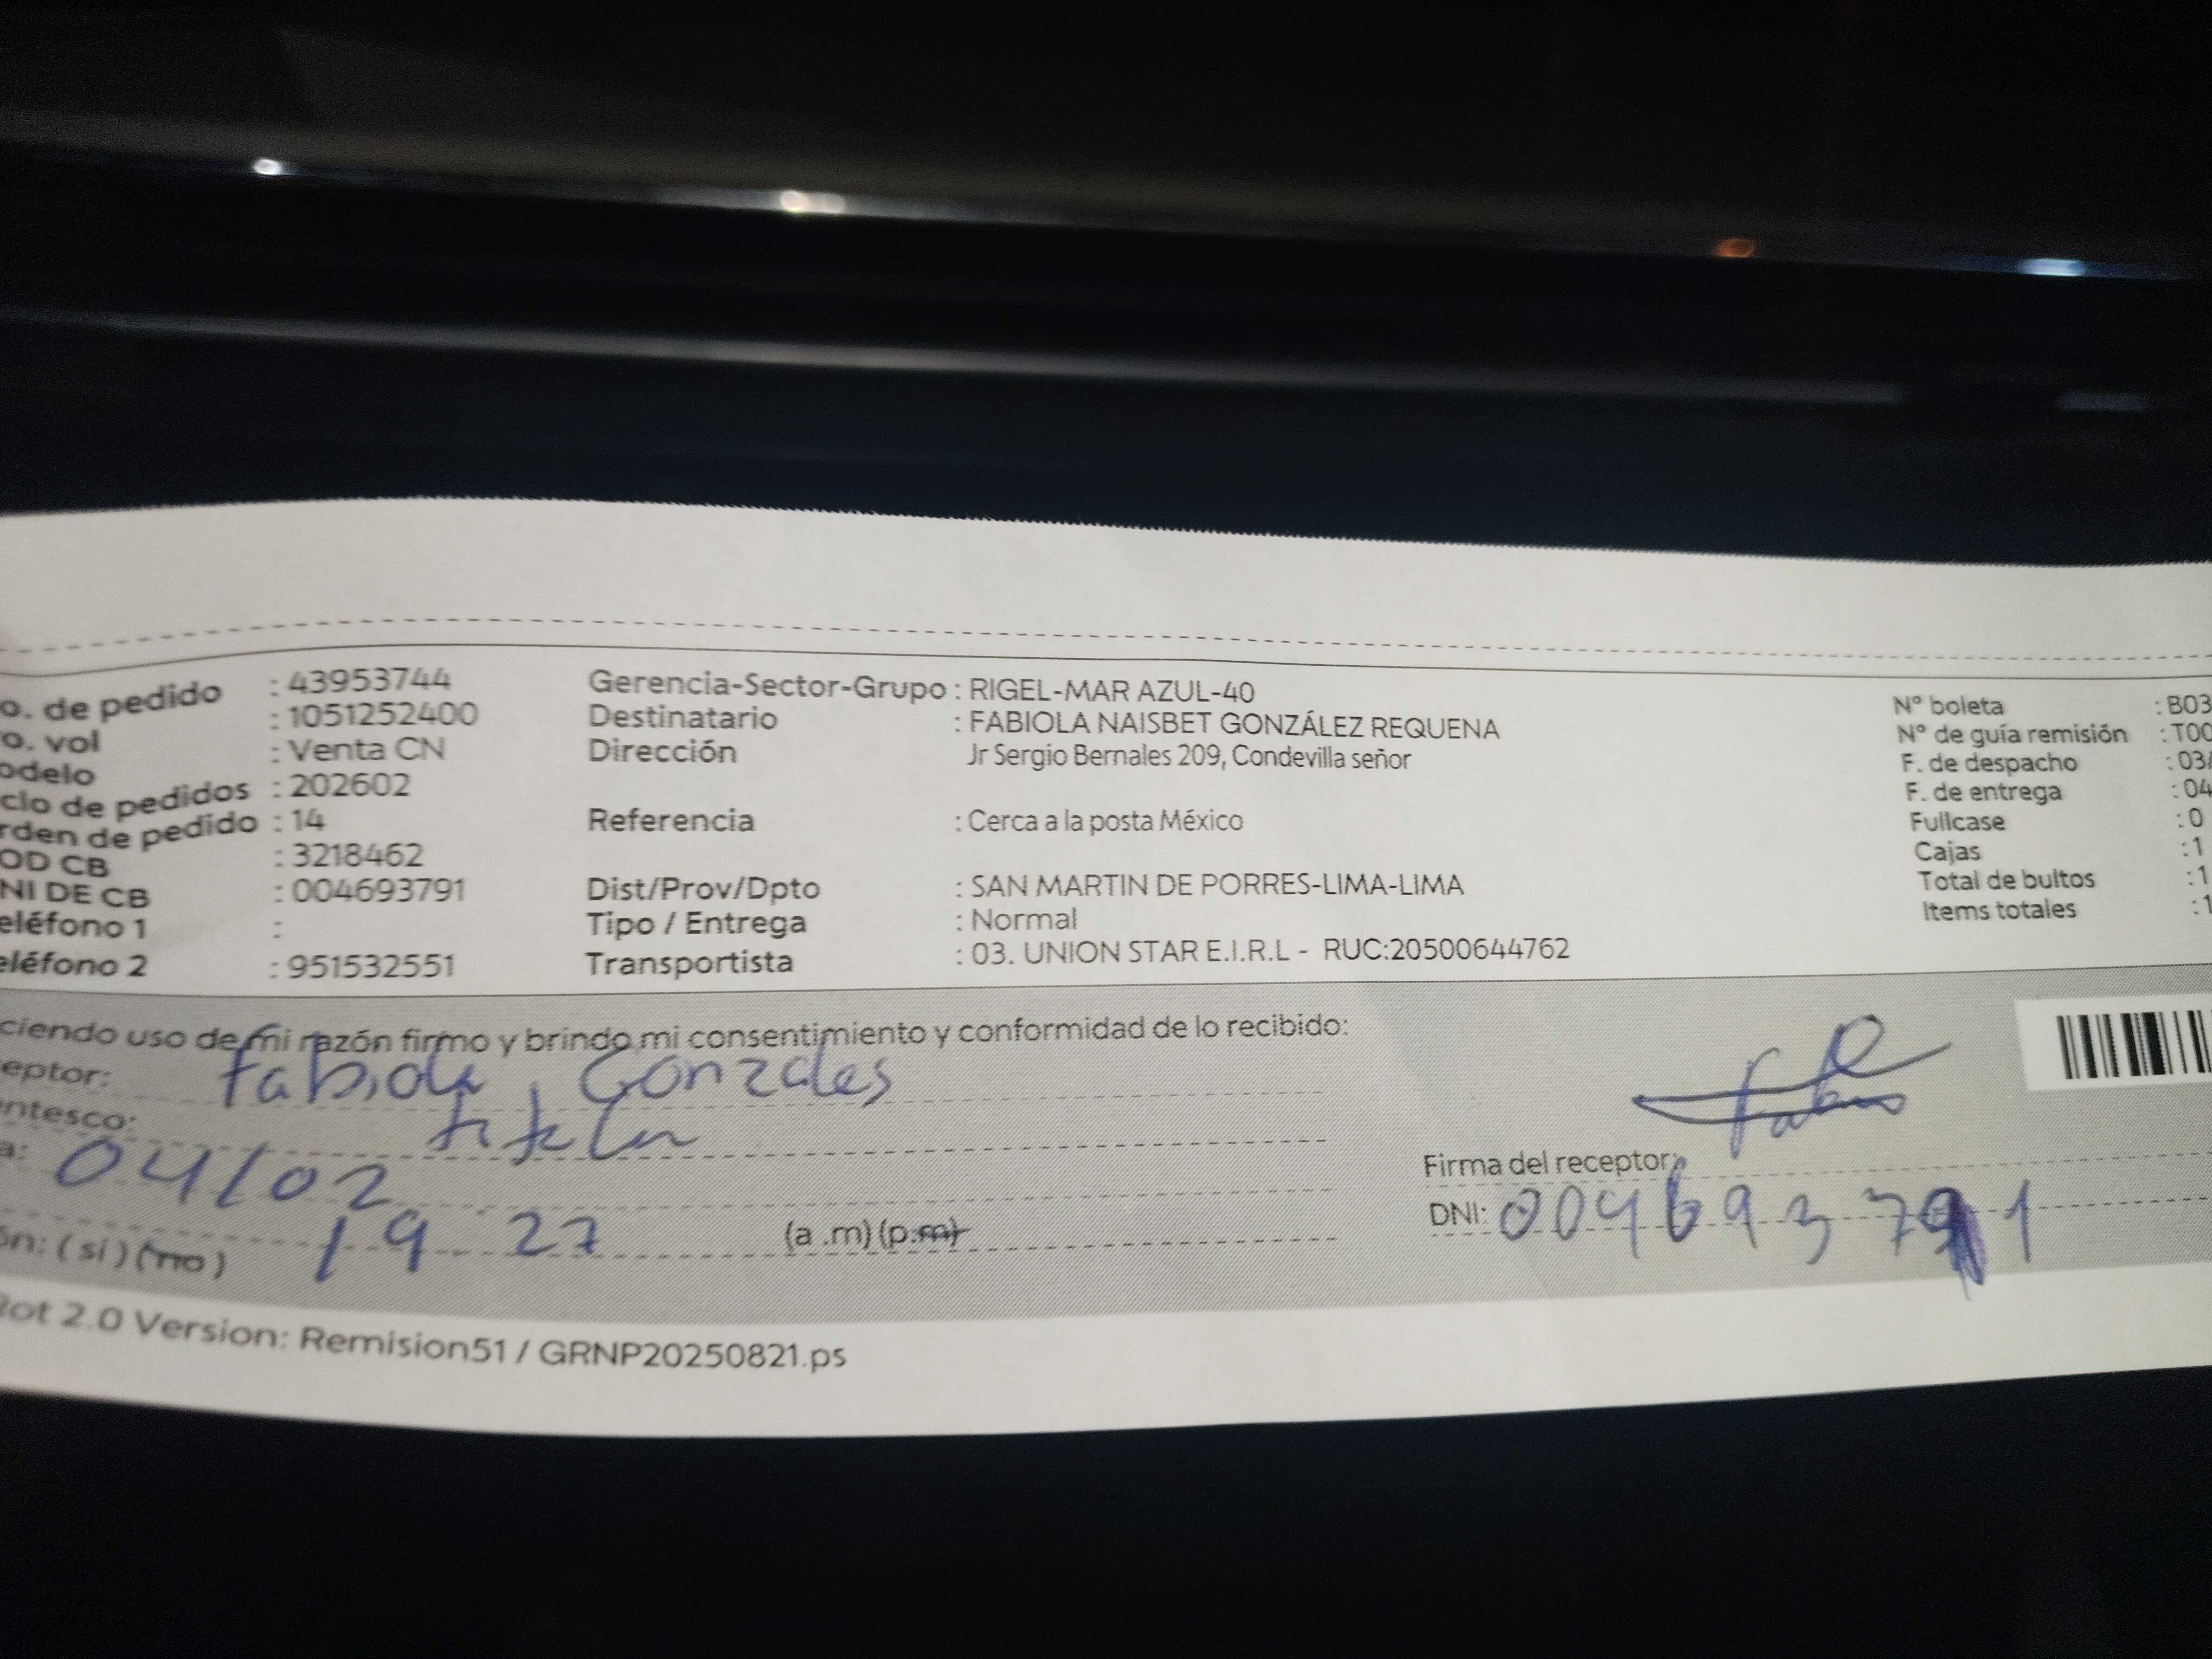 o. de pedido : 43953744
o. vol : 1051252400
odelo : Venta CN
clo de pedidos : 202602
rden de pedido : 14
OD CB : 3218462
NI DE CB : 004693791
eléfono 1 :
eléfono 2 : 951532551
Gerencia-Sector-Grupo : RIGEL-MAR AZUL-40
Destinatario : FABIOLA NAISBET GONZÁLEZ REQUENA
Dirección Jr Sergio Bernales 209, Condevilla señor
Referencia : Cerca a la posta México
Dist/Prov/Dpto : SAN MARTIN DE PORRES-LIMA-LIMA
Tipo / Entrega : Normal
Transportista : 03. UNION STAR E.I.R.L - RUC:20500644762
N° boleta : B03
N° de guía remisión : T00
F. de despacho : 03/
F. de entrega : 04
Fullcase : 0
Cajas : 1
Total de bultos : 1
Items totales : 1
ciendo uso de mi razón firmo y brindo mi consentimiento y conformidad de lo recibido:
eptor: Fabiola Gonzales
entesco: titular
a: 04/02
19 27 (a .m) (p.m)
ón: ( si ) ( no )
Firma del receptor:
DNI: 004693791
Rot 2.0 Version: Remision51 / GRNP20250821.ps